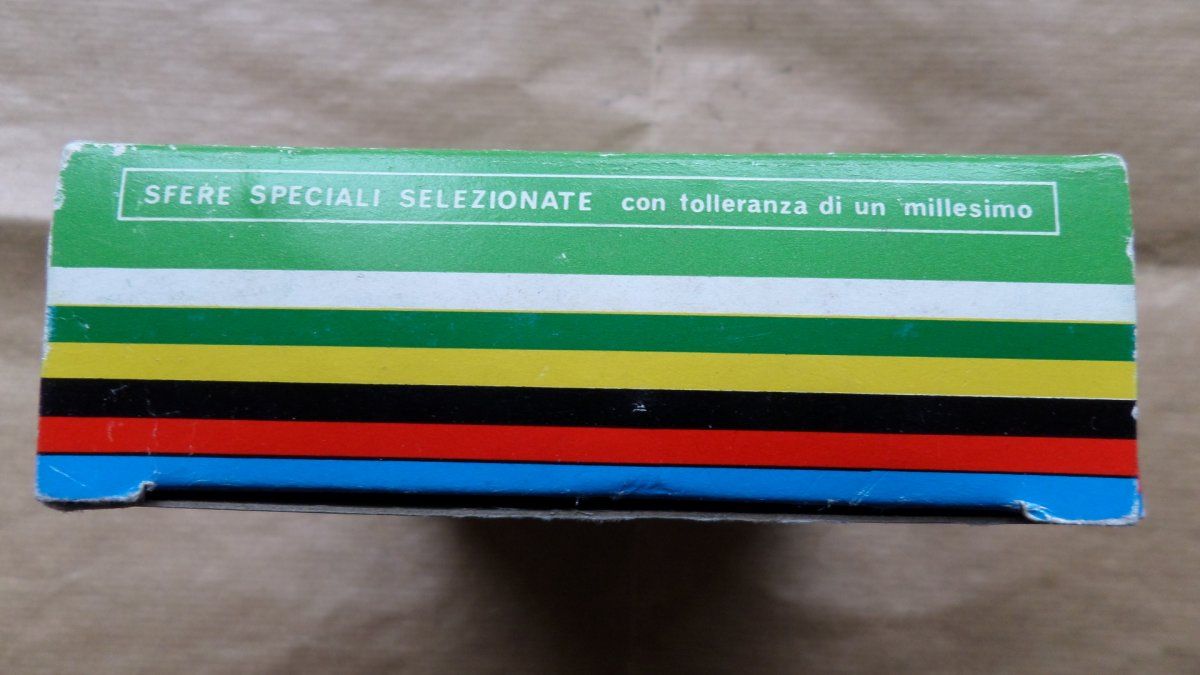 SFERE SPECIALI SELEZIONATE con tolleranza di un millesimo